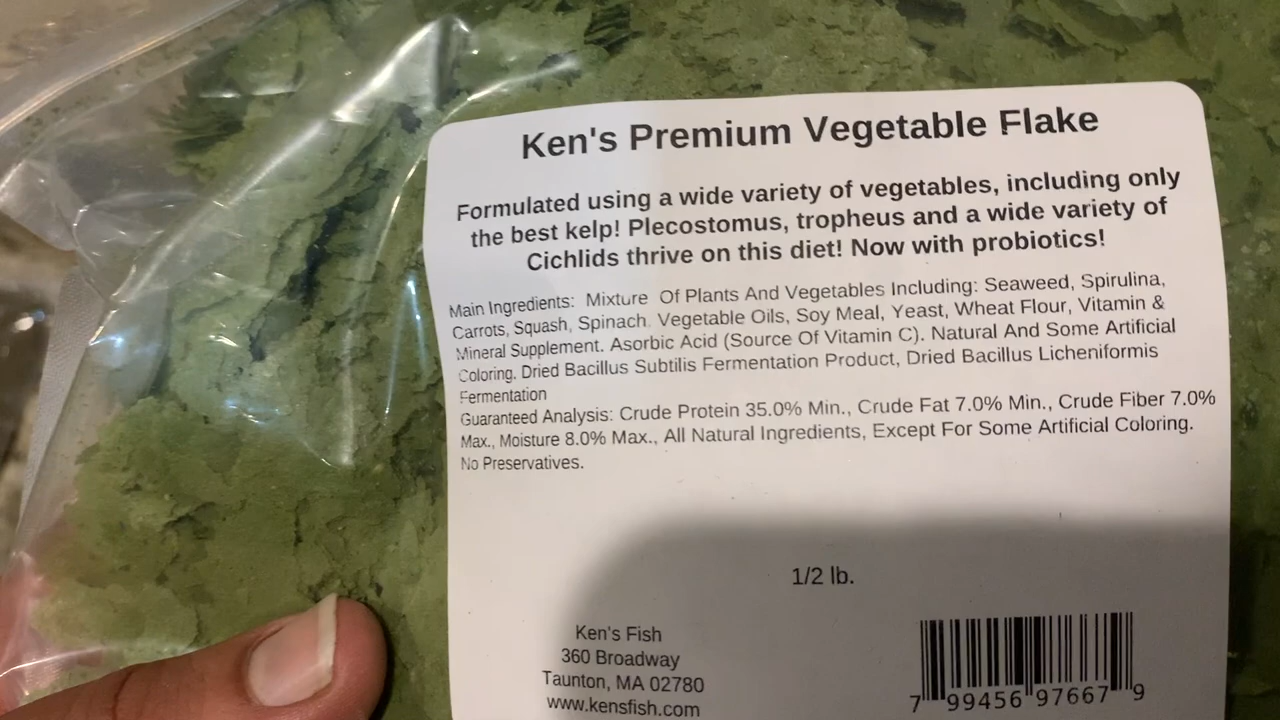 Ken's Premium Vegetable Flake
Formulated using a wide variety of vegetables, including only
the best kelp! Plecostomus, tropheus and a wide variety of
Cichlids thrive on this diet! Now with probiotics!
Main Ingredients: Mixture Of Plants And Vegetables Including: Seaweed, Spirulina,
Carrots, Squash, Spinach. Vegetable Oils, Soy Meal, Yeast, Wheat Flour, Vitamin &
Mineral Supplement. Asorbic Acid (Source Of Vitamin C). Natural And Some Artificial
Coloring. Dried Bacillus Subtilis Fermentation Product, Dried Bacillus Licheniformis
Fermentation
Guaranteed Analysis: Crude Protein 35.0% Min., Crude Fat 7.0% Min., Crude Fiber 7.0%
Max., Moisture 8.0% Max., All Natural Ingredients, Except For Some Artificial Coloring.
No Preservatives.
1/2 lb.
Ken's Fish
360 Broadway
Taunton, MA 02780
www.kensfish.com
7 99456 97667 9